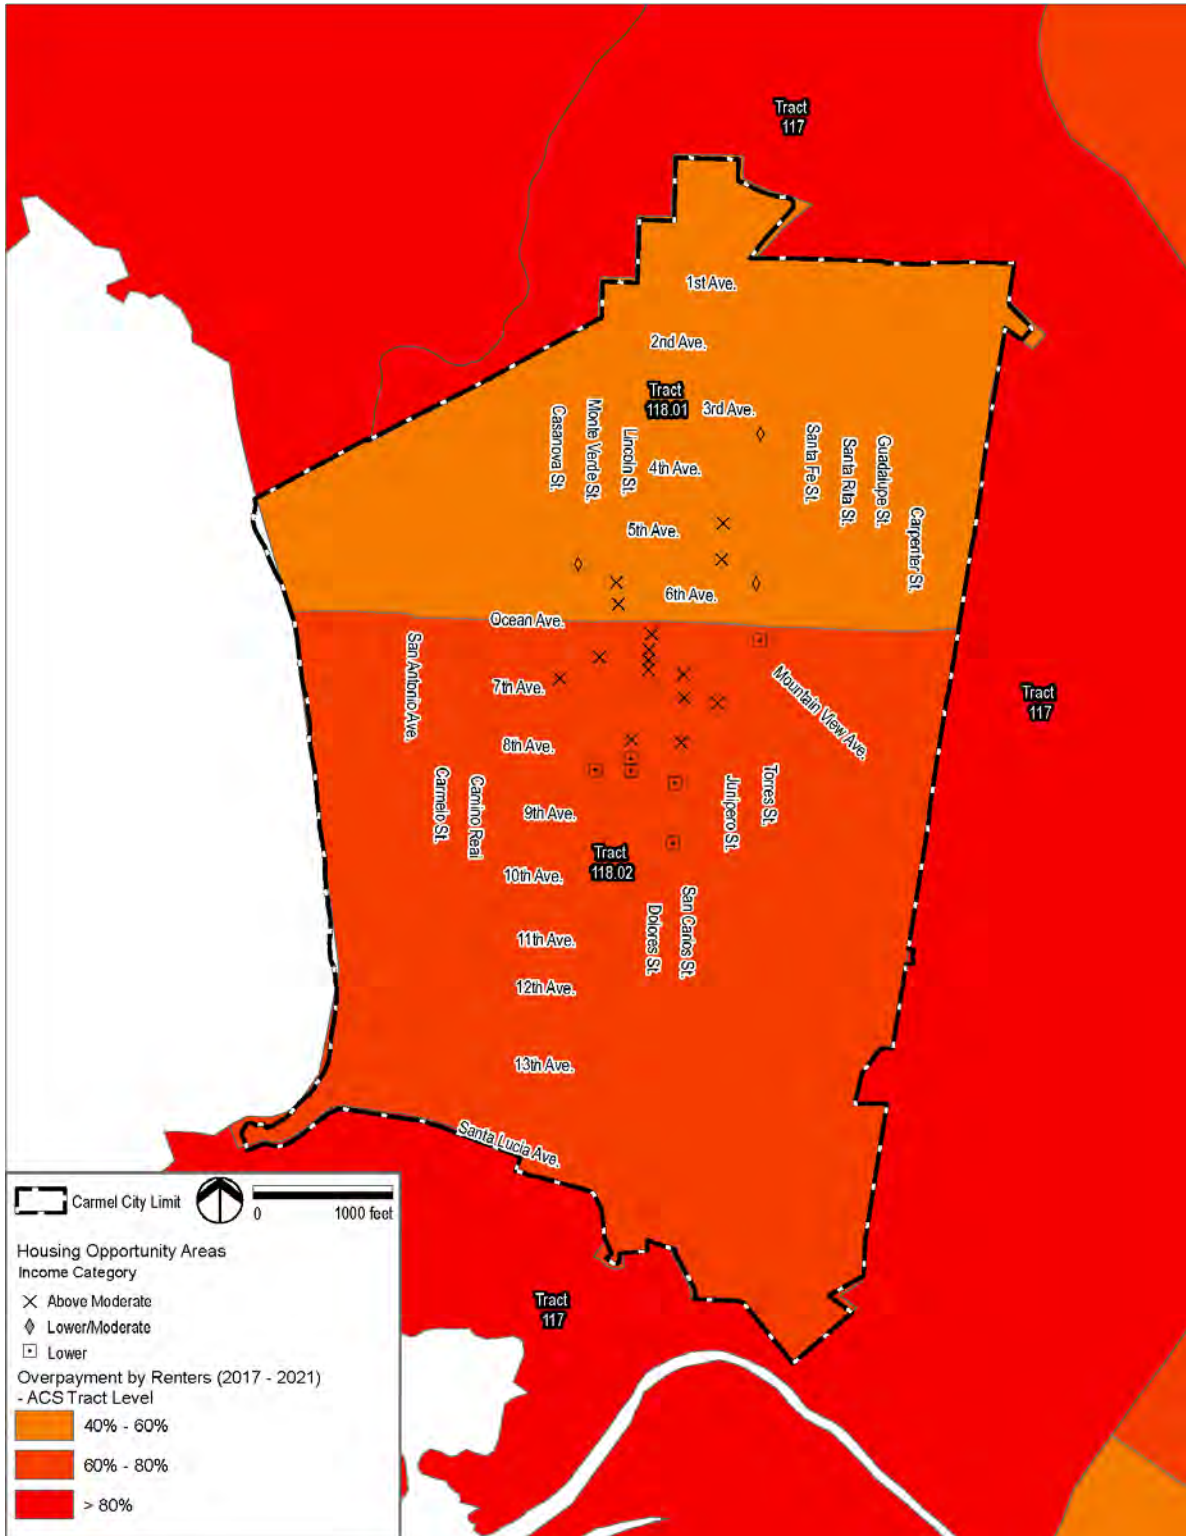 Tract
117
1st Ave.
2nd Ave.
Tract
118.01
3rd Ave.
Casanova St.
Monte Verde St.
Lincoln St.
4th Ave.
Santa Fe St.
Santa Rita St.
Guadalupe St.
Carpenter St.
5th Ave.
6th Ave.
Ocean Ave.
San Antonio Ave.
7th Ave.
Mountain View Ave.
Tract
117
8th Ave.
Carmelo St.
Camino Real
9th Ave.
Junipero St.
Torres St.
Tract
118.02
10th Ave.
Dolores St.
San Carlos St.
11th Ave.
12th Ave.
13th Ave.
Santa Lucia Ave.
Tract
117
Carmel City Limit
0 1000 feet
Housing Opportunity Areas
Income Category
Above Moderate
Lower/Moderate
Lower
Overpayment by Renters (2017 - 2021)
- ACS Tract Level
40% - 60%
60% - 80%
> 80%